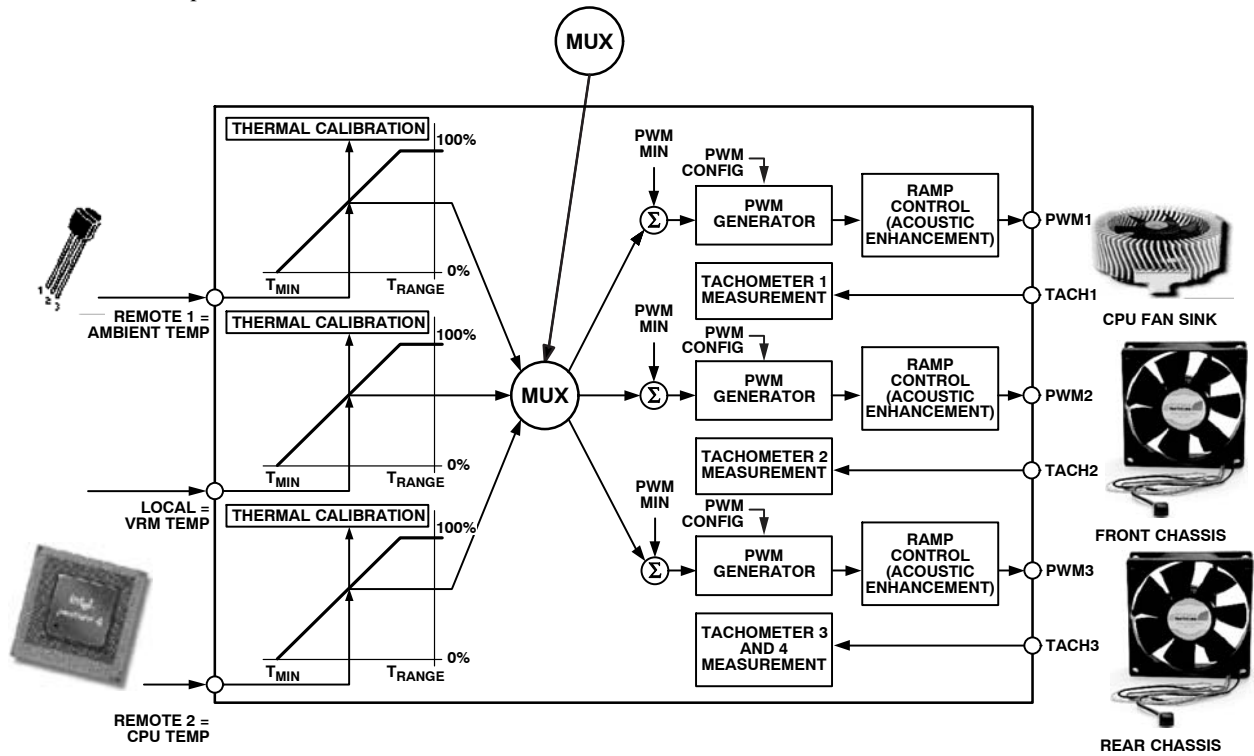 MUX
THERMAL CALIBRATION
100%
0%
T_MIN
T_RANGE
REMOTE 1 =
AMBIENT TEMP
1
2
3
THERMAL CALIBRATION
100%
0%
T_MIN
T_RANGE
LOCAL =
VRM TEMP
THERMAL CALIBRATION
100%
0%
T_MIN
T_RANGE
REMOTE 2 =
CPU TEMP
intel
MUX
PWM
MIN
Σ
PWM
CONFIG
PWM
GENERATOR
RAMP
CONTROL
(ACOUSTIC
ENHANCEMENT)
PWM1
TACHOMETER 1
MEASUREMENT
TACH1
CPU FAN SINK
PWM
MIN
Σ
PWM
CONFIG
PWM
GENERATOR
RAMP
CONTROL
(ACOUSTIC
ENHANCEMENT)
PWM2
TACHOMETER 2
MEASUREMENT
TACH2
FRONT CHASSIS
PWM
MIN
Σ
PWM
CONFIG
PWM
GENERATOR
RAMP
CONTROL
(ACOUSTIC
ENHANCEMENT)
PWM3
TACHOMETER 3
AND 4
MEASUREMENT
TACH3
REAR CHASSIS